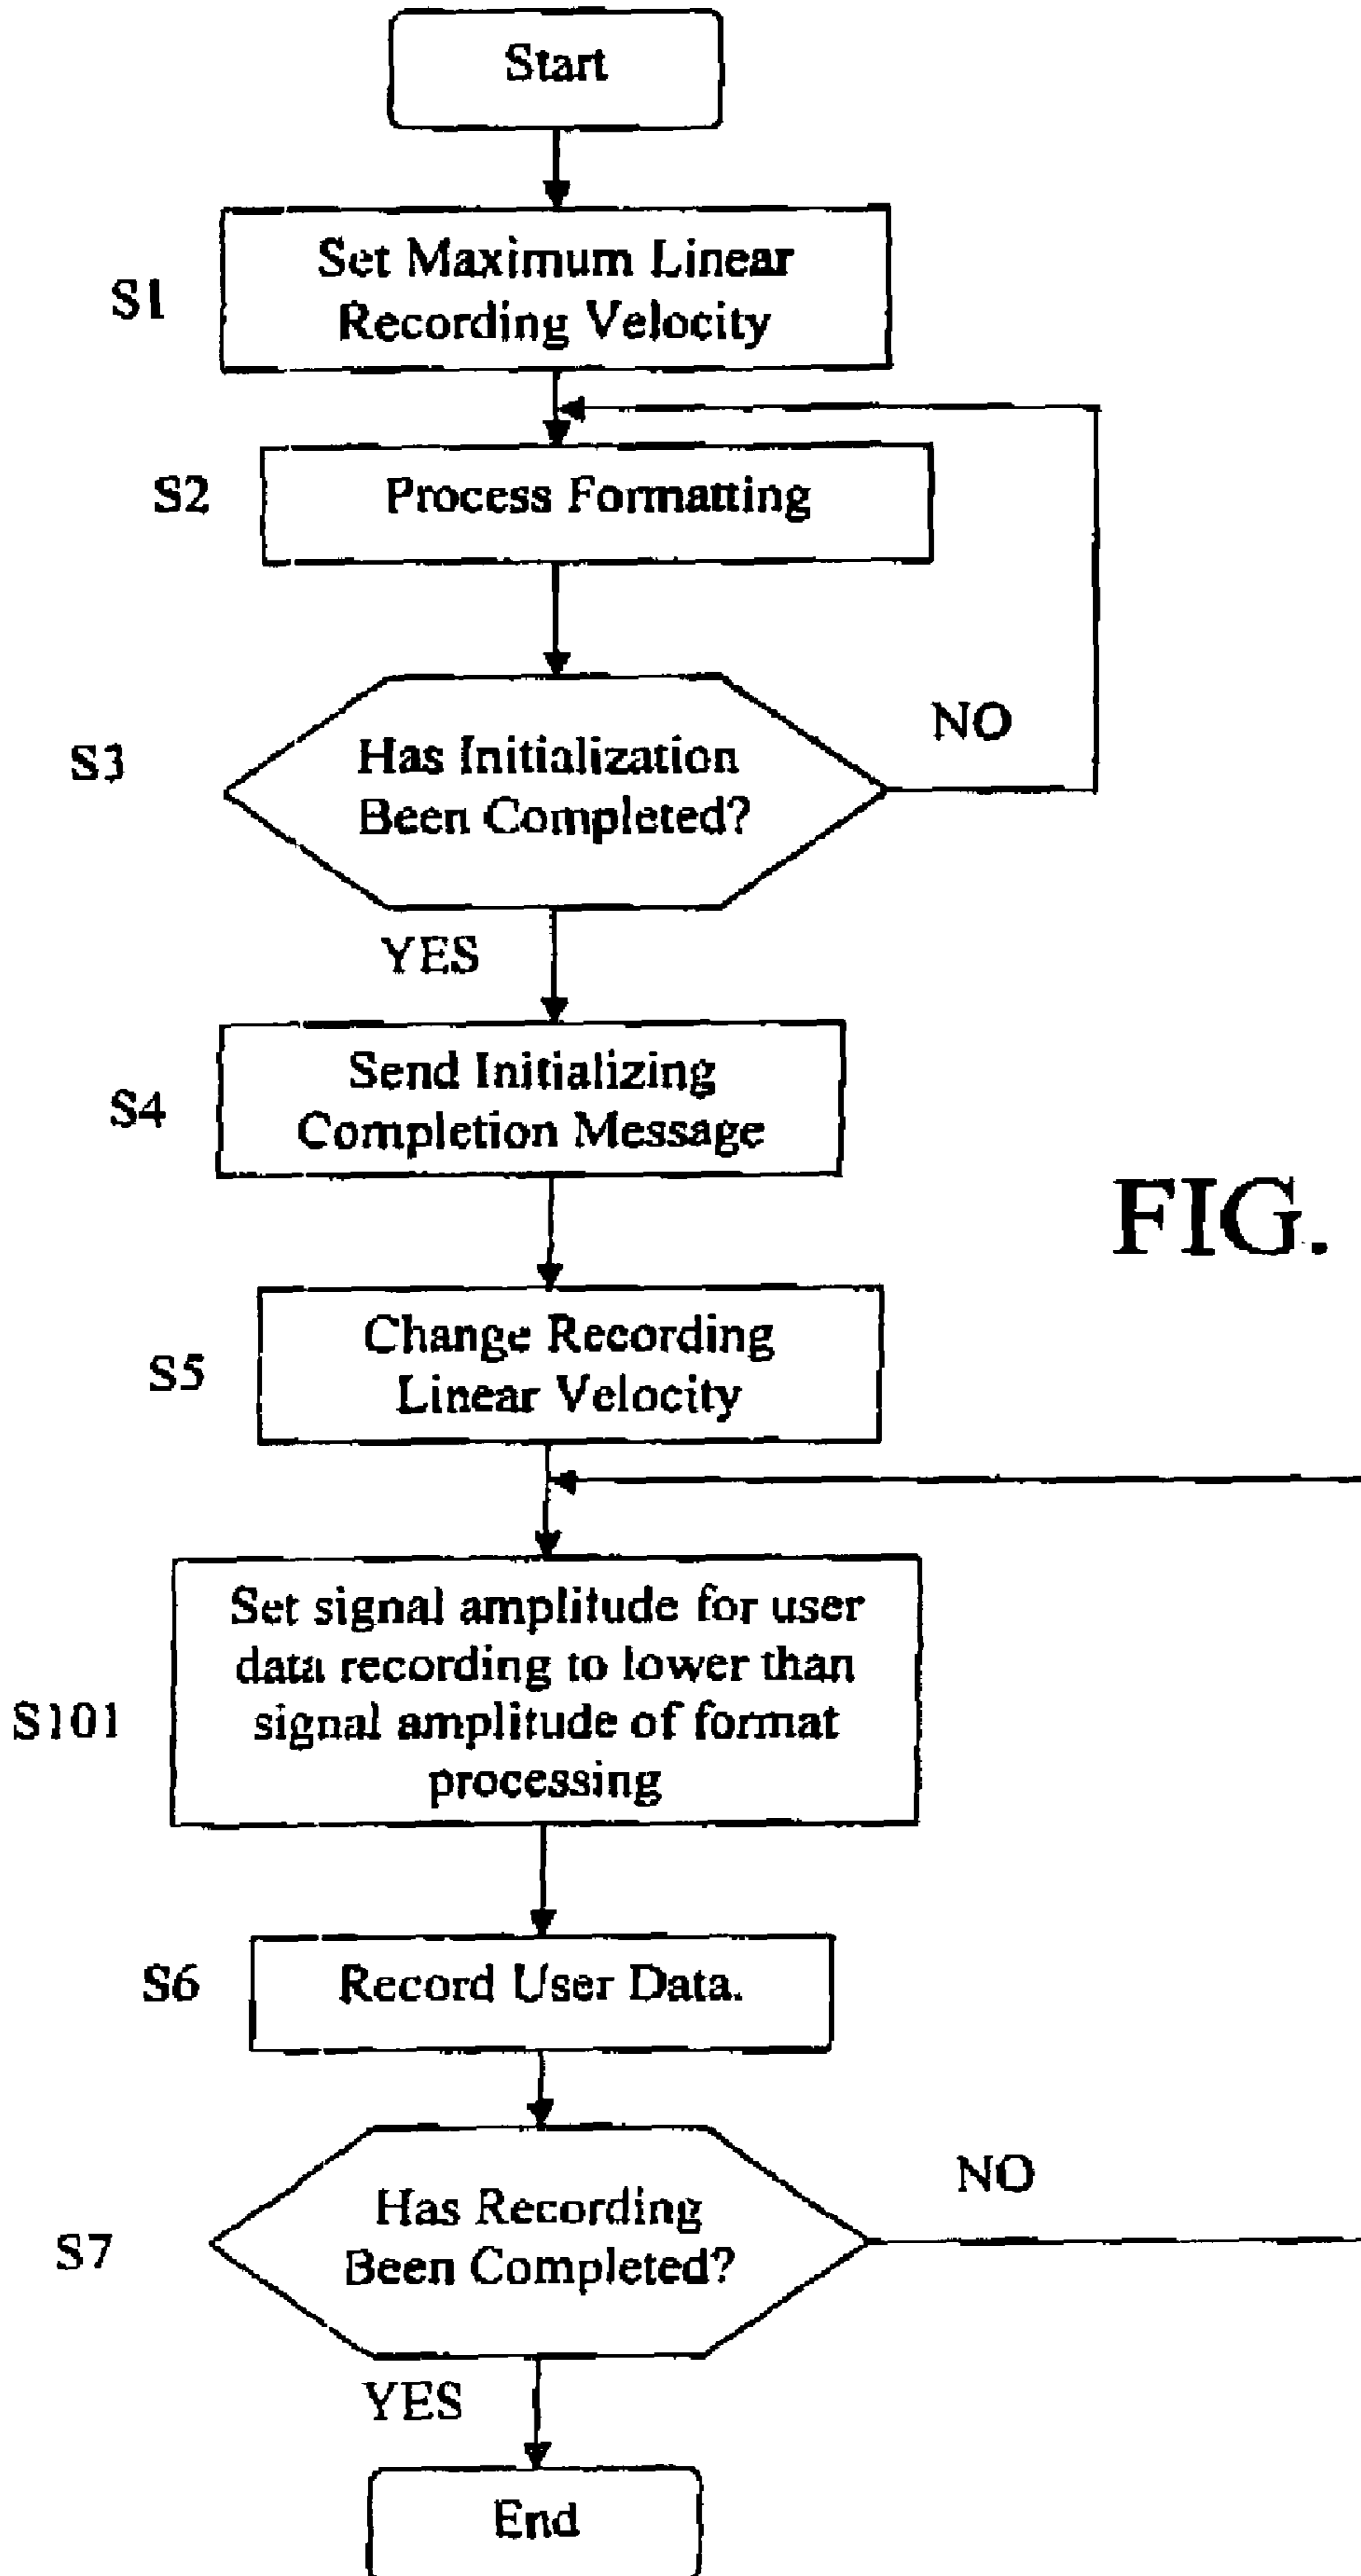 Start
S1
Set Maximum Linear
Recording Velocity
S2
Process Formatting
S3
Has Initialization
Been Completed?
NO
YES
S4
Send Initializing
Completion Message
FIG.
S5
Change Recording
Linear Velocity
S101
Set signal amplitude for user
data recording to lower than
signal amplitude of format
processing
S6
Record User Data.
S7
Has Recording
Been Completed?
NO
YES
End